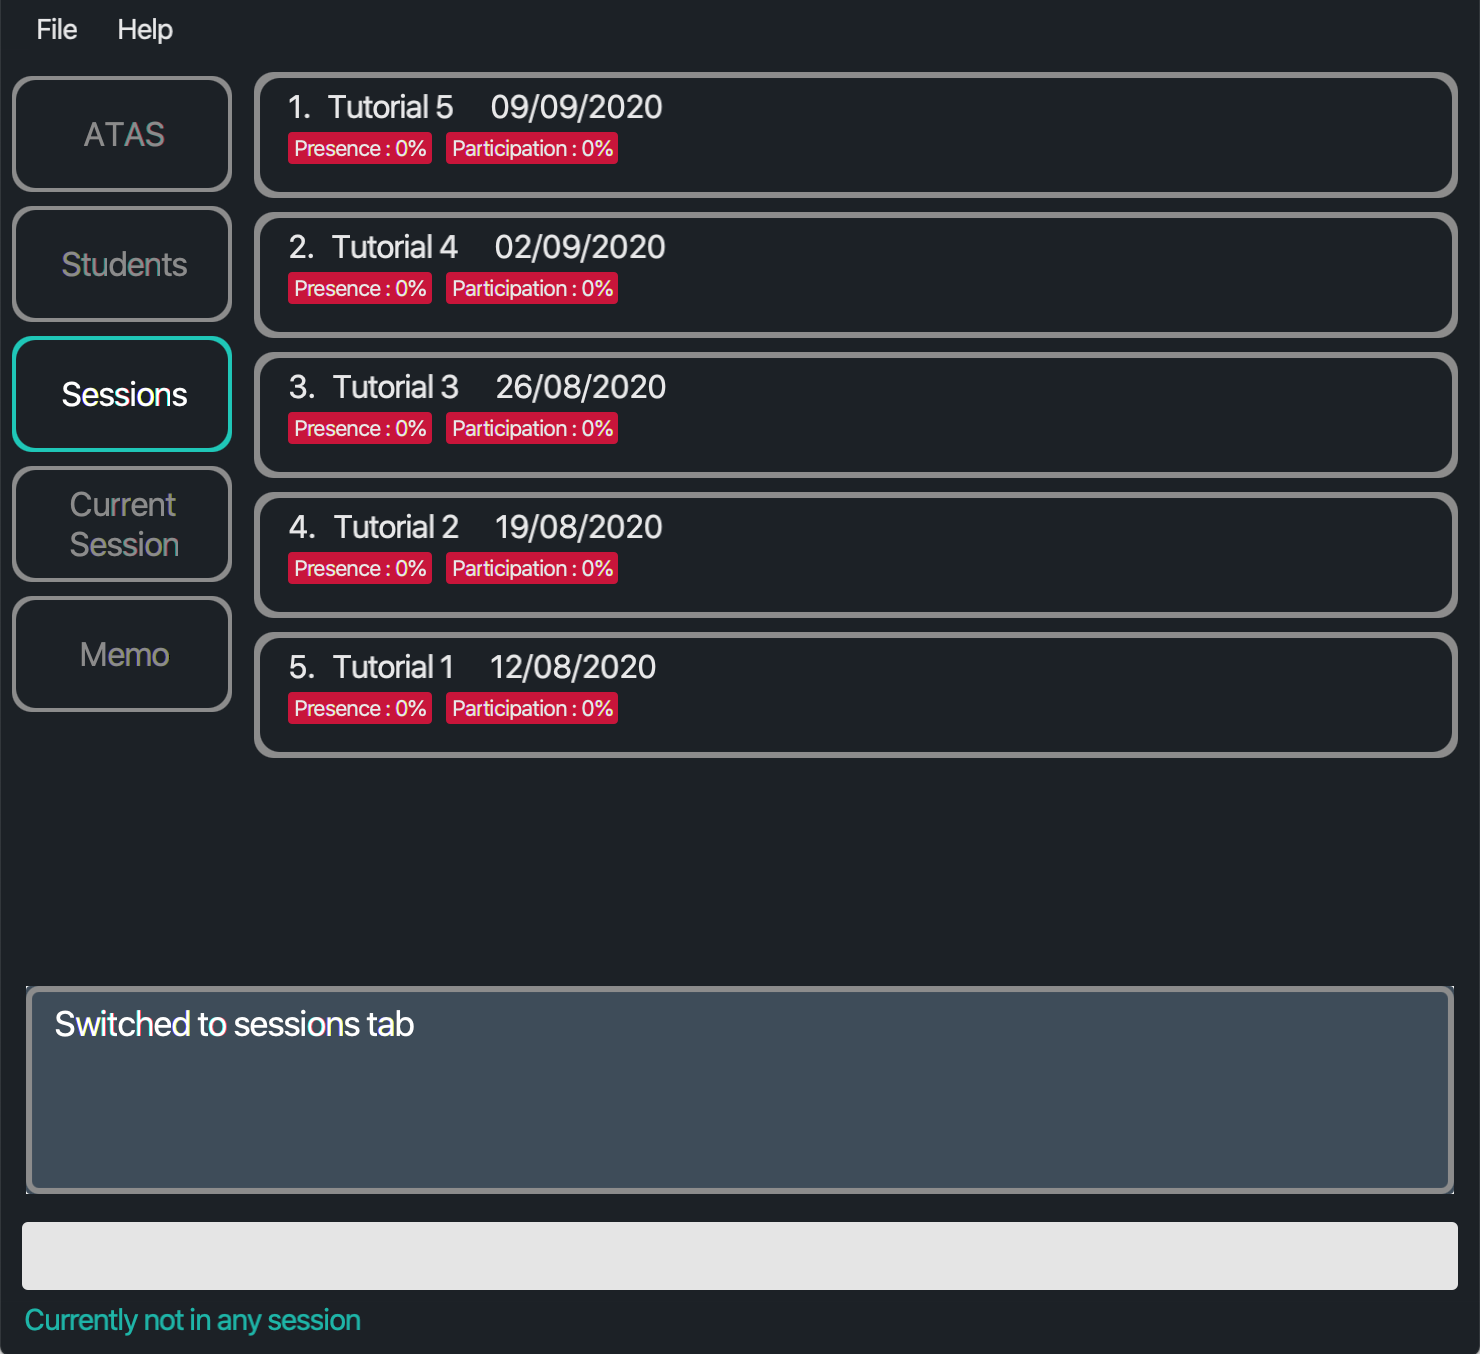 File Help
ATAS
Students
Sessions
Current
Session
Memo
1. Tutorial 5 09/09/2020
Presence : 0% Participation : 0%
2. Tutorial 4 02/09/2020
Presence : 0% Participation : 0%
3. Tutorial 3 26/08/2020
Presence : 0% Participation : 0%
4. Tutorial 2 19/08/2020
Presence : 0% Participation : 0%
5. Tutorial 1 12/08/2020
Presence : 0% Participation : 0%
Switched to sessions tab
Currently not in any session